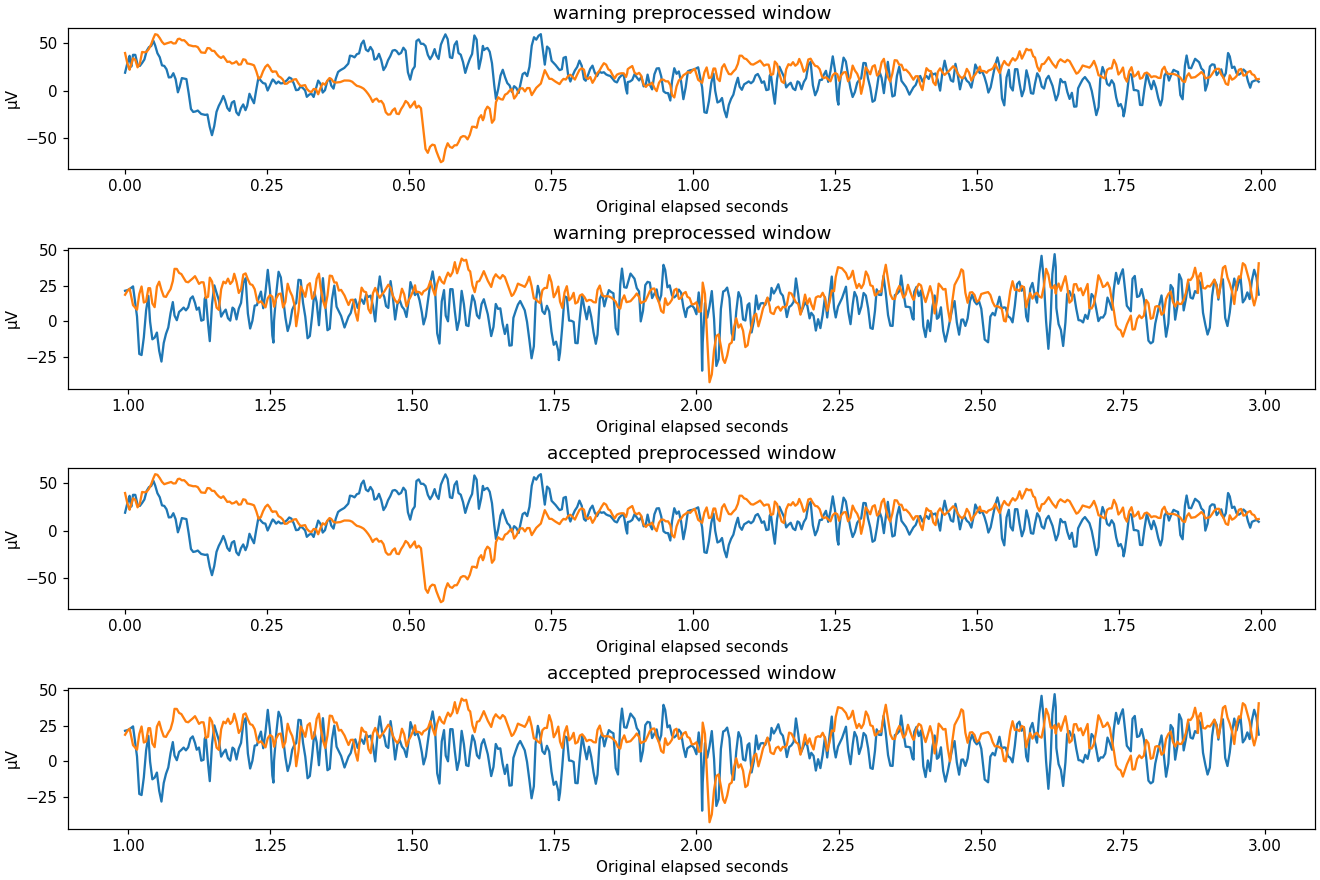 warning preprocessed window
50
0
−50
µV
0.00 0.25 0.50 0.75 1.00 1.25 1.50 1.75 2.00
Original elapsed seconds
warning preprocessed window
50
25
0
−25
µV
1.00 1.25 1.50 1.75 2.00 2.25 2.50 2.75 3.00
Original elapsed seconds
accepted preprocessed window
50
0
−50
µV
0.00 0.25 0.50 0.75 1.00 1.25 1.50 1.75 2.00
Original elapsed seconds
accepted preprocessed window
50
25
0
−25
µV
1.00 1.25 1.50 1.75 2.00 2.25 2.50 2.75 3.00
Original elapsed seconds